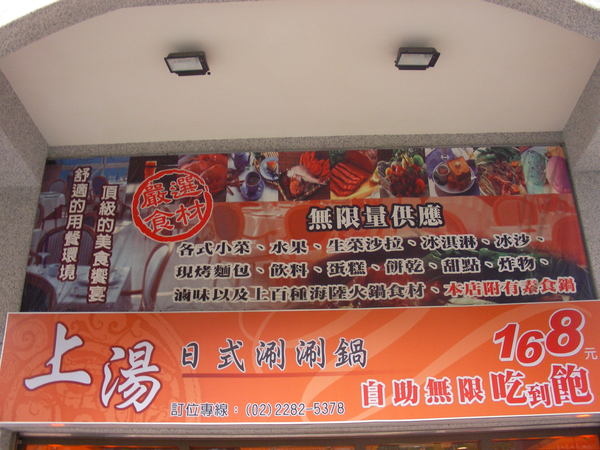 頂級的美食饗宴
舒適的用餐環境
嚴選
食材
無限量供應
各式小菜、水果、生菜沙拉、冰淇淋、冰沙、
現烤麵包、飲料、蛋糕、餅乾、甜點、炸物、
滷味以及上百種海陸火鍋食材、本店附有素食鍋
上湯 日式涮涮鍋
168元
自助無限吃到飽
訂位專線:(02)2282-5378